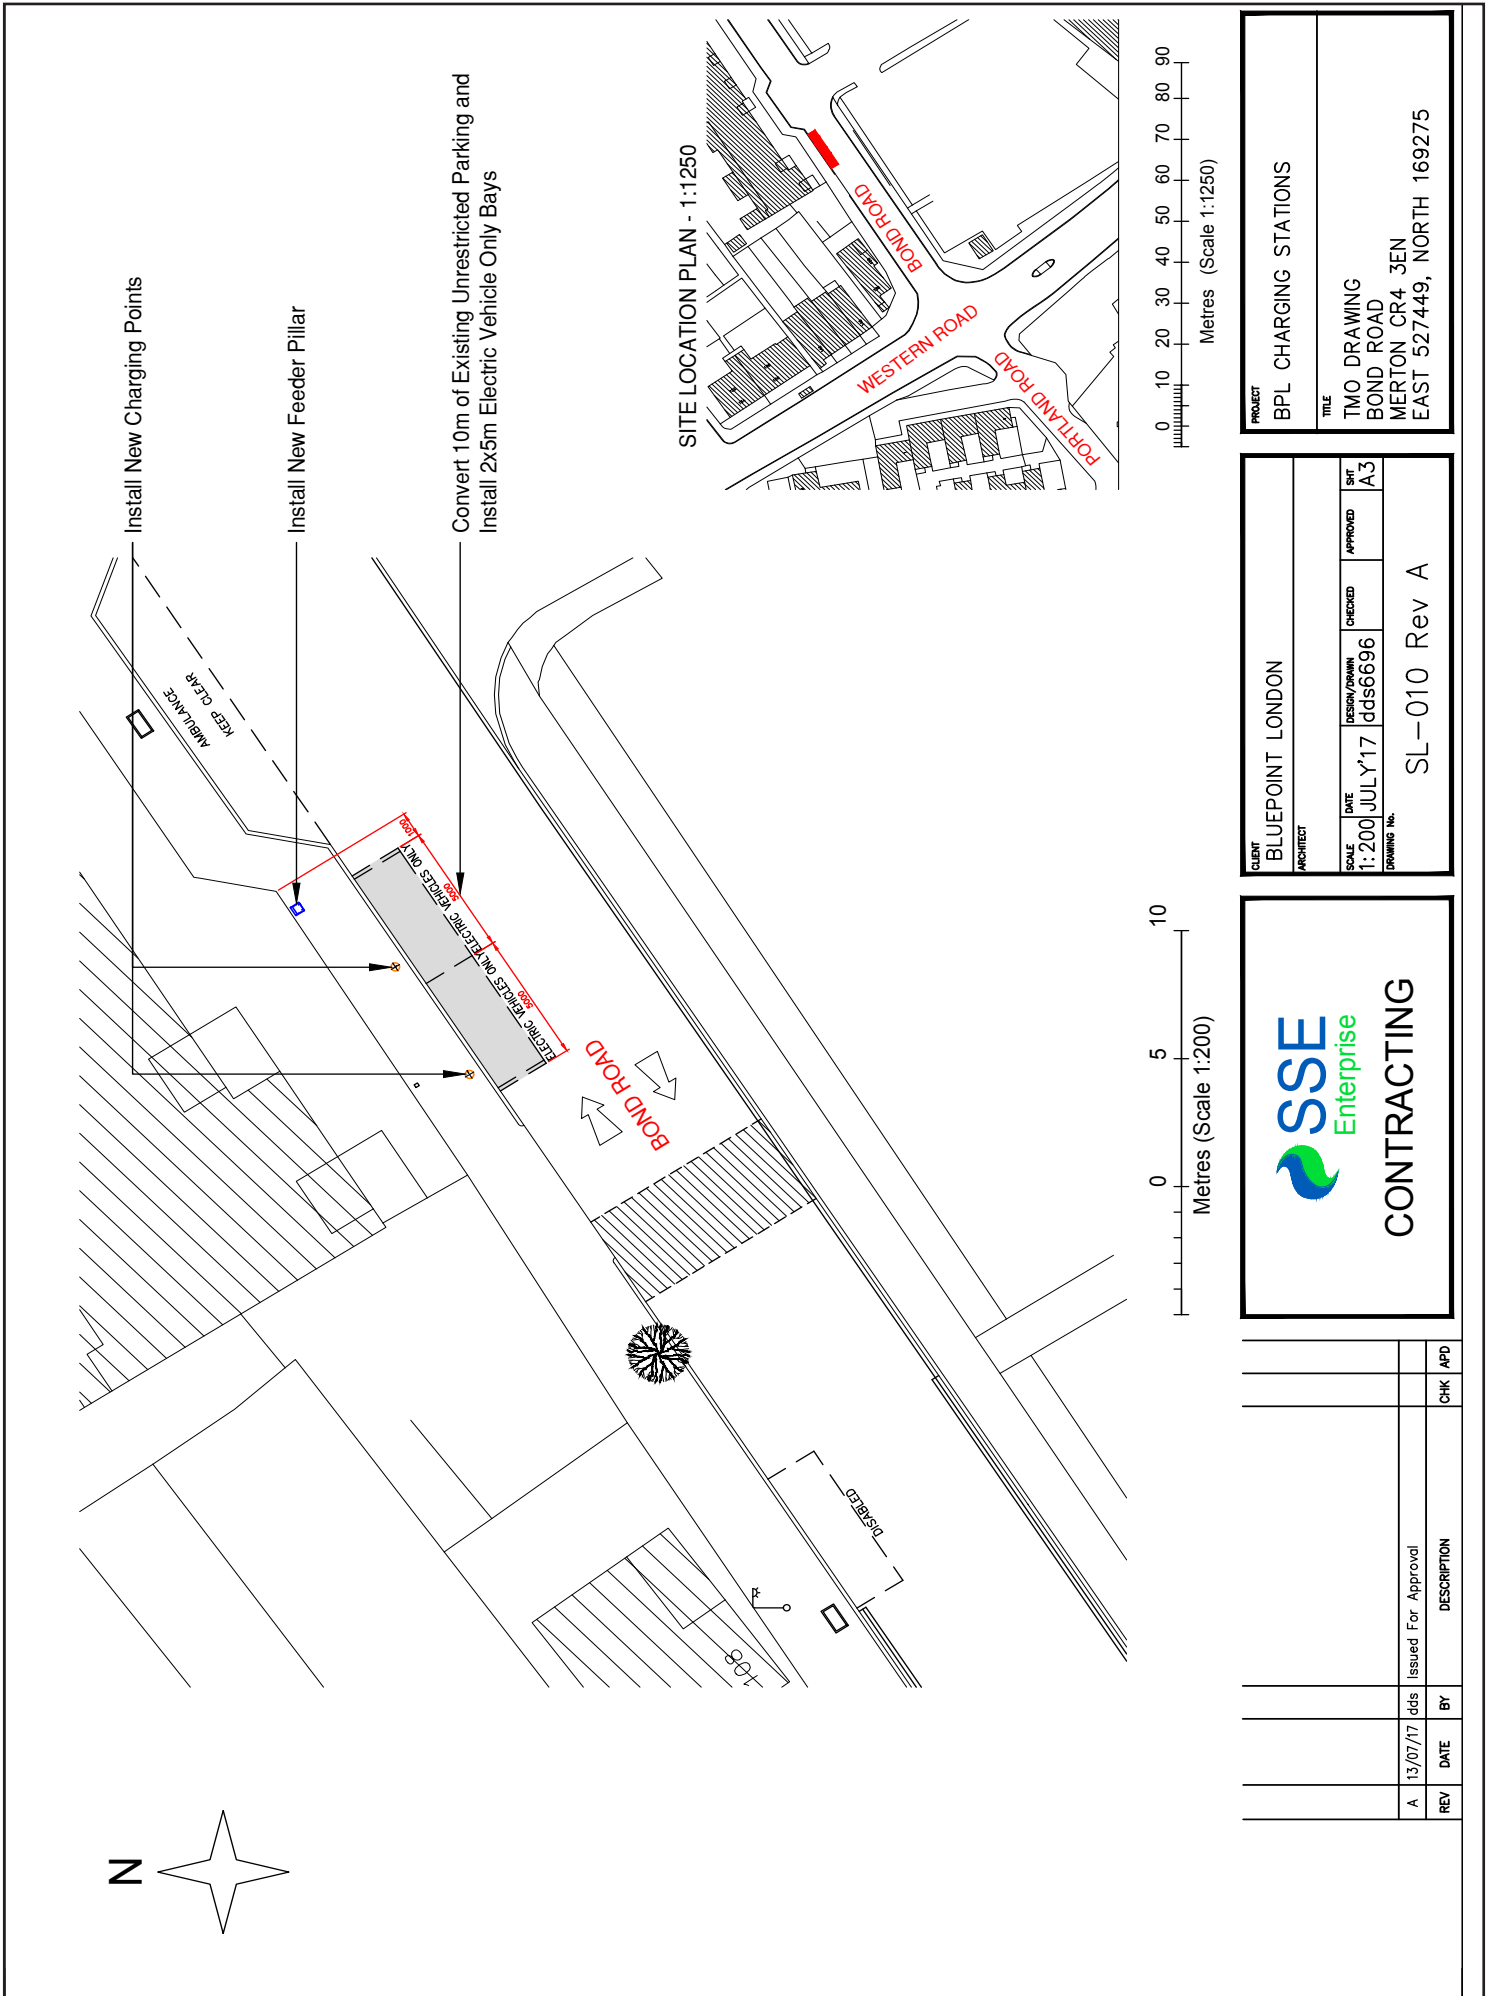 N
Install New Charging Points
Install New Feeder Pillar
Convert 10m of Existing Unrestricted Parking and
Install 2x5m Electric Vehicle Only Bays
AMBULANCE
KEEP CLEAR
1000
5000
5000
ELECTRIC VEHICLES ONLY
ELECTRIC VEHICLES ONLY
BOND ROAD
DISABLED
SITE LOCATION PLAN - 1:1250
BOND ROAD
WESTERN ROAD
PORTLAND ROAD
0 10 20 30 40 50 60 70 80 90
Metres (Scale 1:1250)
0 5 10
Metres (Scale 1:200)
REV DATE BY DESCRIPTION CHK APD
A 13/07/17 dds Issued For Approval
SSE
Enterprise
CONTRACTING
CLIENT
BLUEPOINT LONDON
ARCHITECT
SCALE DATE DESIGN/DRAWN CHECKED APPROVED SHT
1:200 JULY'17 dds6696 A3
DRAWING No.
SL-010 Rev A
PROJECT
BPL CHARGING STATIONS
TITLE
TMO DRAWING
BOND ROAD
MERTON CR4 3EN
EAST 527449, NORTH 169275